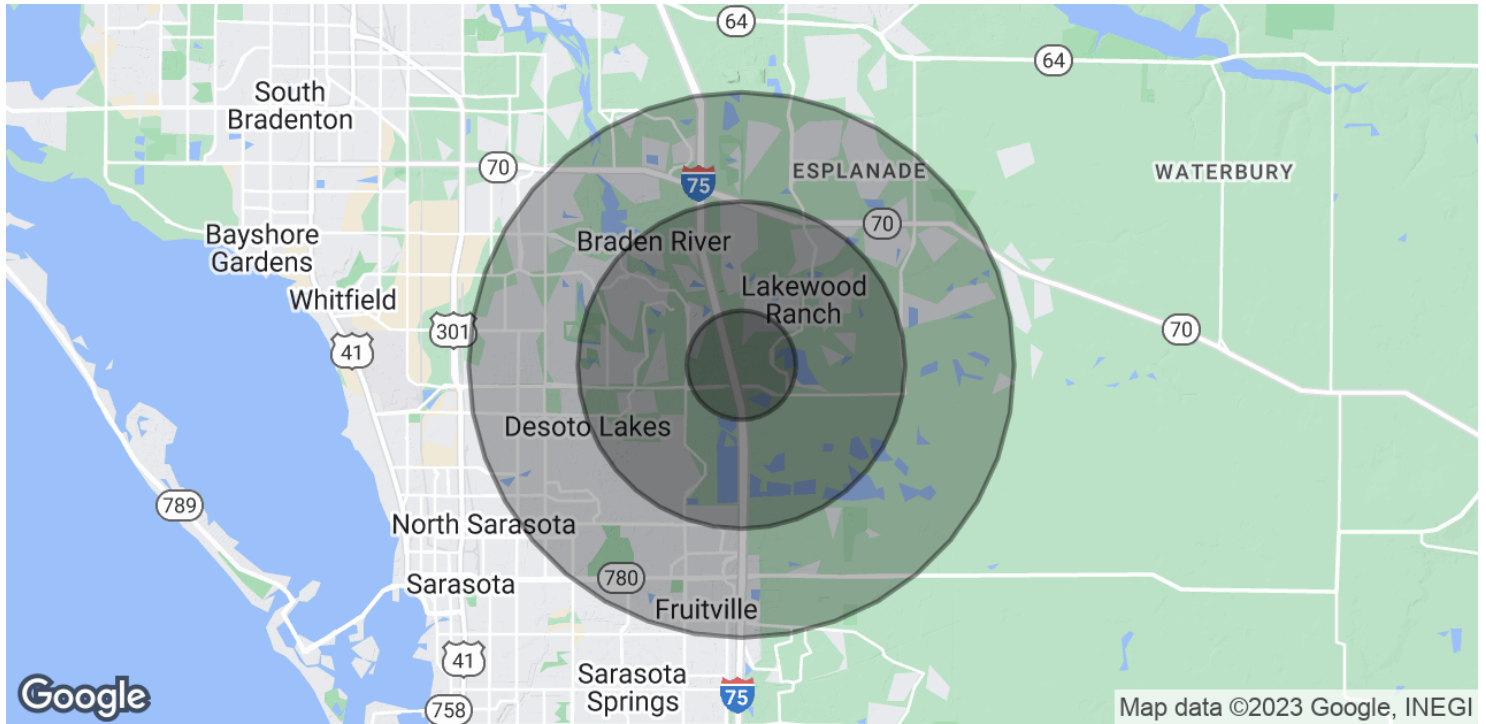 64
64
South
Bradenton
70
75
ESPLANADE
WATERBURY
70
Bayshore
Gardens
Braden River
Whitfield
Lakewood
Ranch
301
41
70
Desoto Lakes
789
North Sarasota
Sarasota
780
Fruitville
41
Sarasota
Springs
75
758
Google
Map data ©2023 Google, INEGI